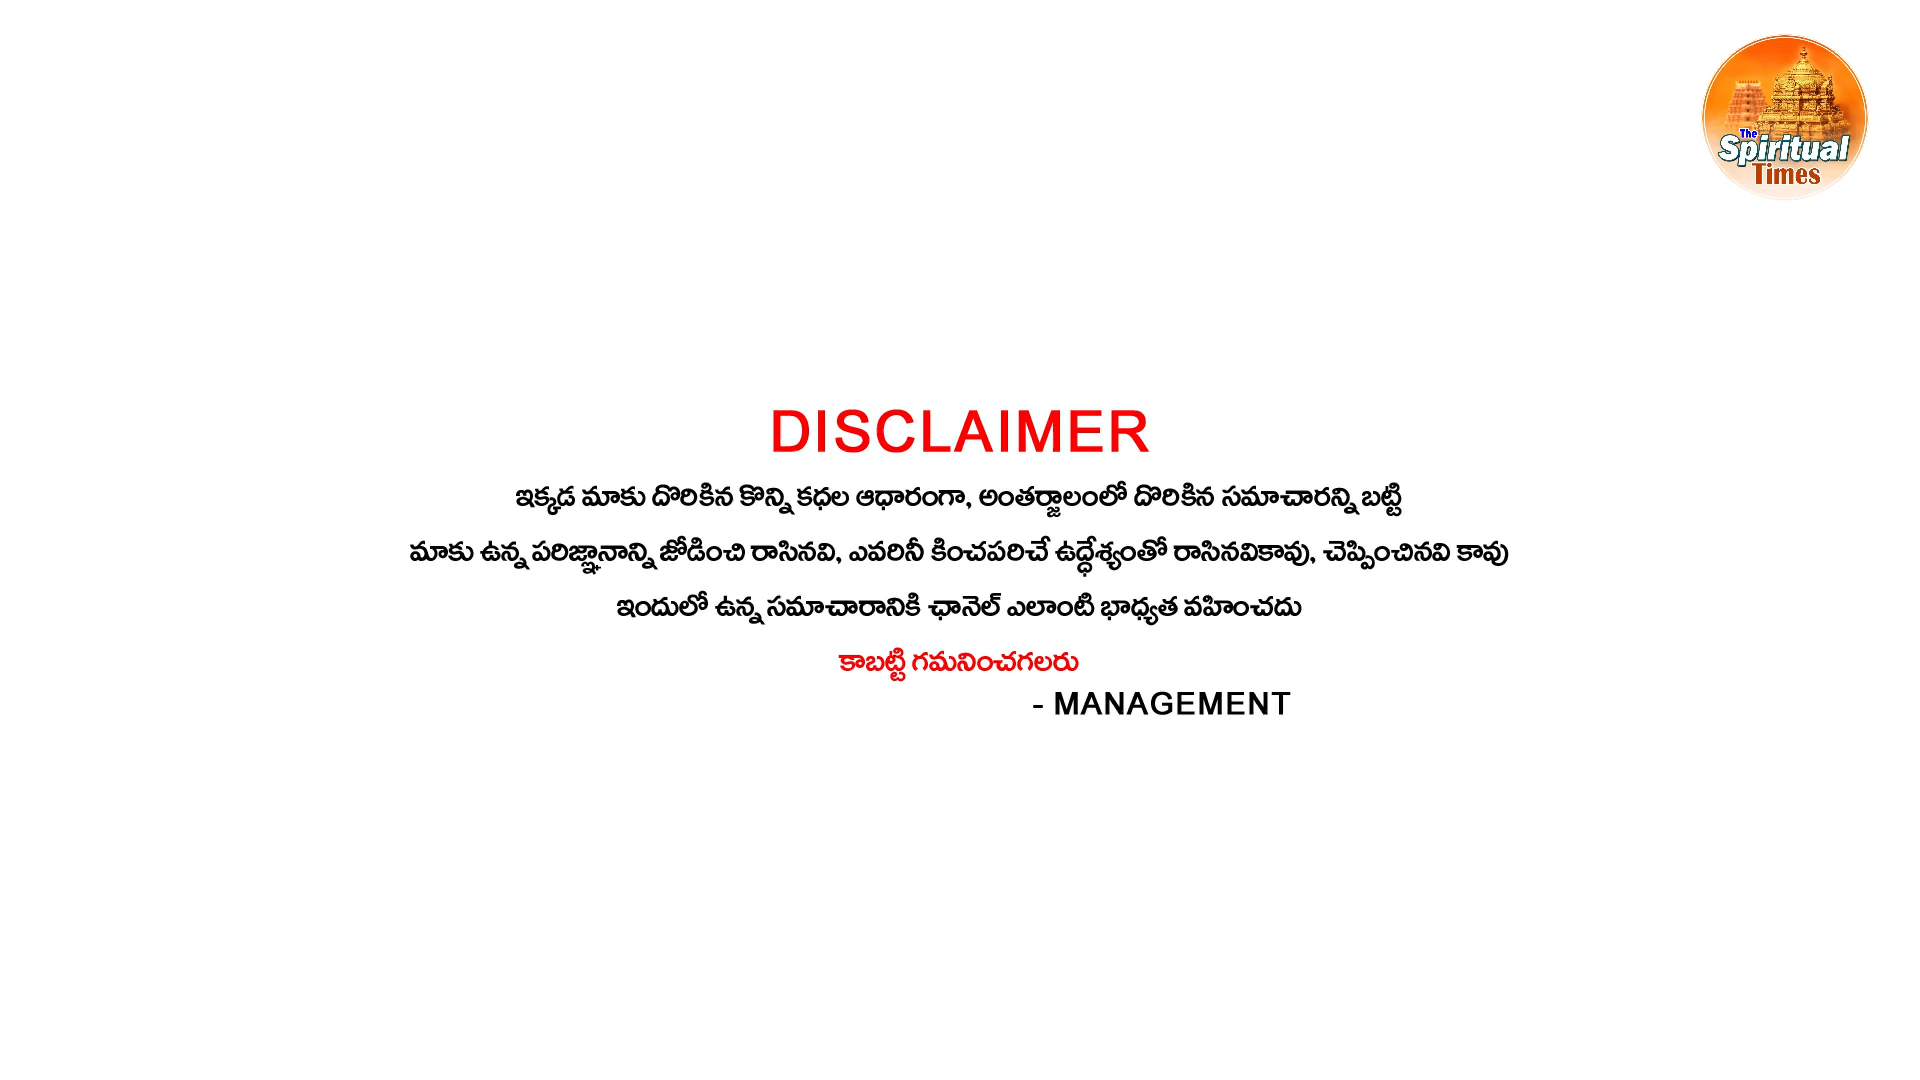 The
Spiritual
Times
DISCLAIMER
ఇక్కడ మాకు దొరికిన కొన్ని కధల ఆధారంగా, అంతర్జాలంలో దొరికిన సమాచారన్ని బట్టి
మాకు ఉన్న పరిజ్ఞానాన్ని జోడించి రాసినవి, ఎవరినీ కించపరిచే ఉద్ధేశ్యంతో రాసినవికావు, చెప్పించినవి కావు
ఇందులో ఉన్న సమాచారానికి ఛానెల్ ఎలాంటి భాధ్యత వహించదు
కాబట్టి గమనించగలరు
- MANAGEMENT